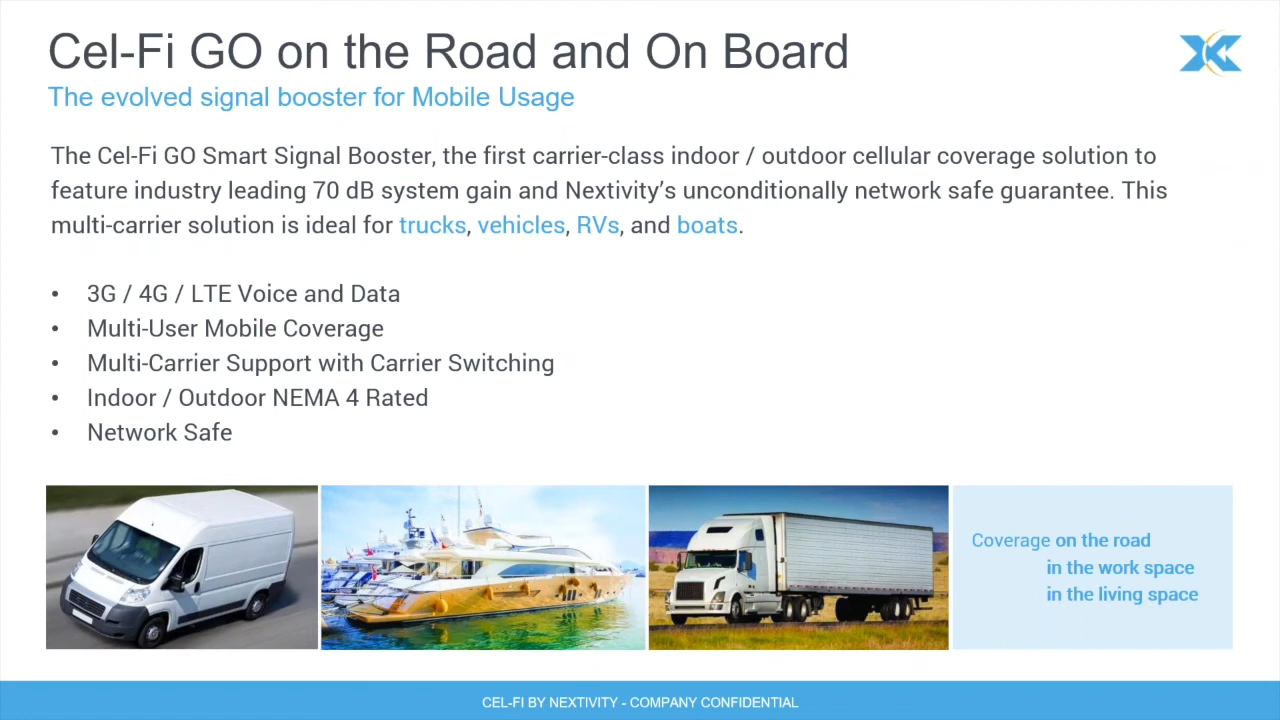 Cel-Fi GO on the Road and On Board
The evolved signal booster for Mobile Usage
The Cel-Fi GO Smart Signal Booster, the first carrier-class indoor / outdoor cellular coverage solution to
feature industry leading 70 dB system gain and Nextivity’s unconditionally network safe guarantee. This
multi-carrier solution is ideal for trucks, vehicles, RVs, and boats.
• 3G / 4G / LTE Voice and Data
• Multi-User Mobile Coverage
• Multi-Carrier Support with Carrier Switching
• Indoor / Outdoor NEMA 4 Rated
• Network Safe
Coverage on the road
in the work space
in the living space
CEL-FI BY NEXTIVITY - COMPANY CONFIDENTIAL